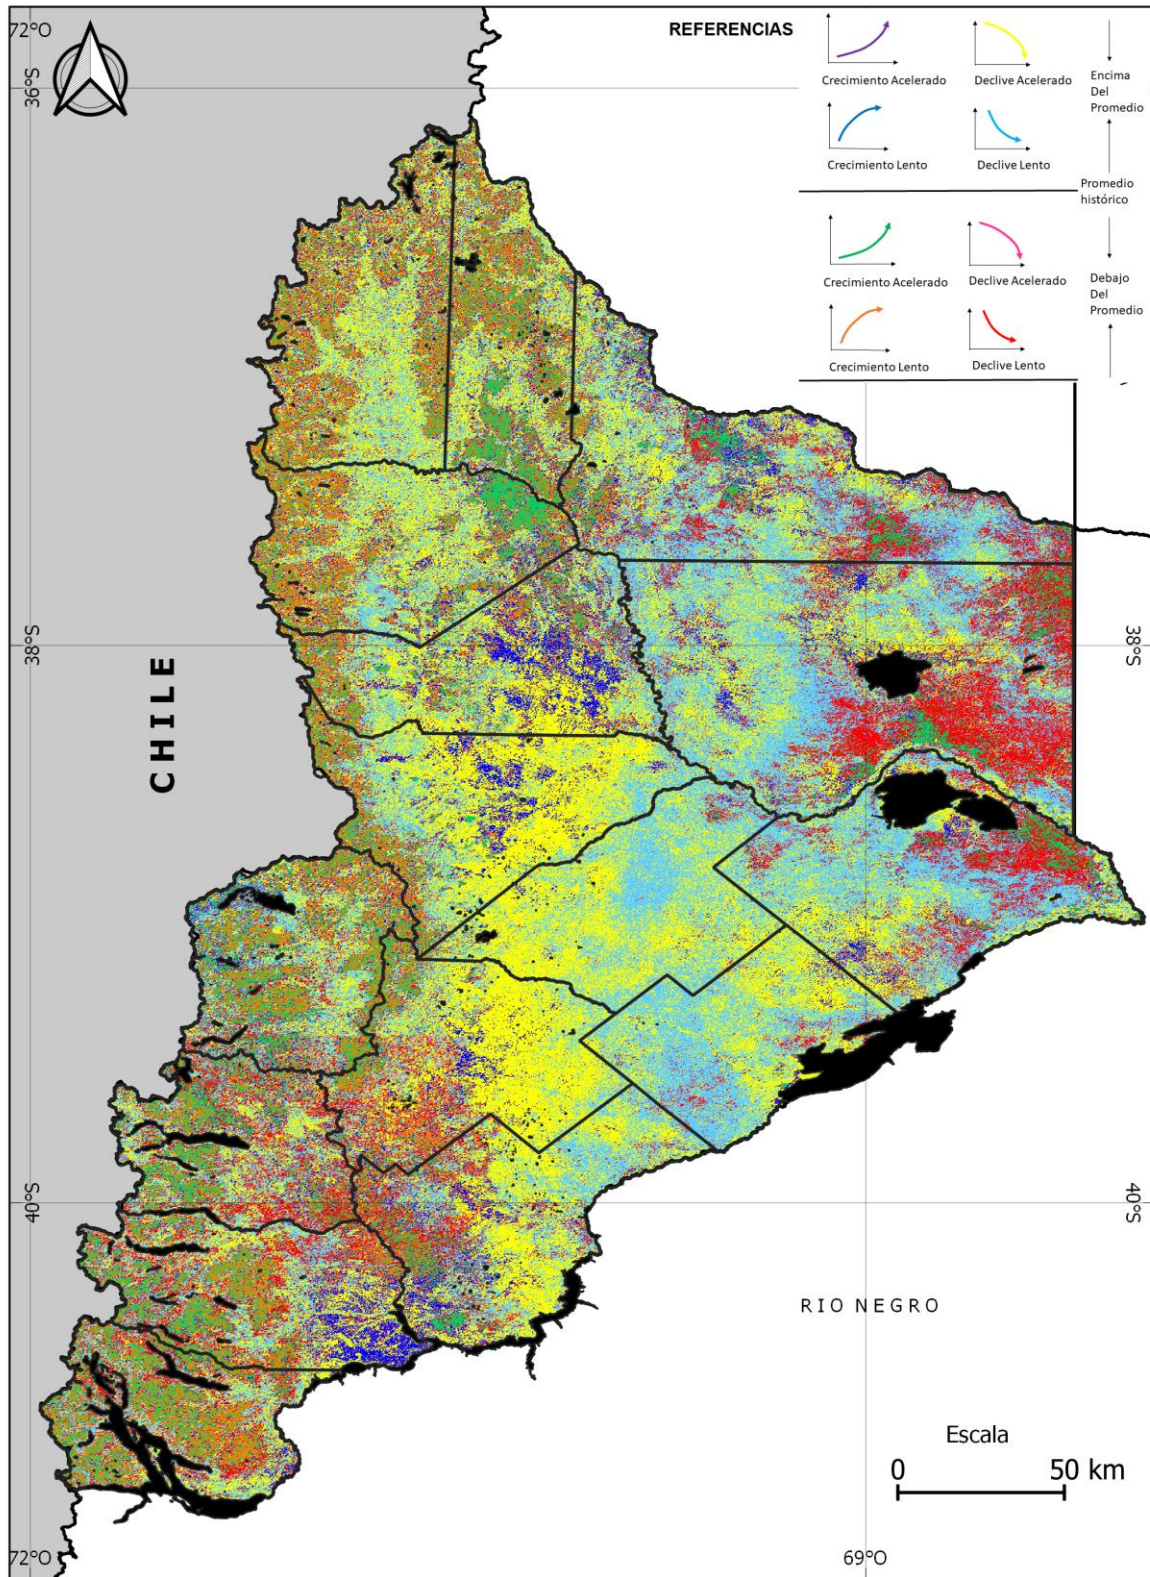 72°O
REFERENCIAS
36°S
Crecimiento Acelerado
Declive Acelerado
Encima
Del
Promedio
Crecimiento Lento
Declive Lento
Promedio
histórico
Crecimiento Acelerado
Declive Acelerado
Debajo
Del
Promedio
Crecimiento Lento
Declive Lento
38°S
38°S
CHILE
40°S
40°S
RIO NEGRO
Escala
0
50 km
72°O
69°O